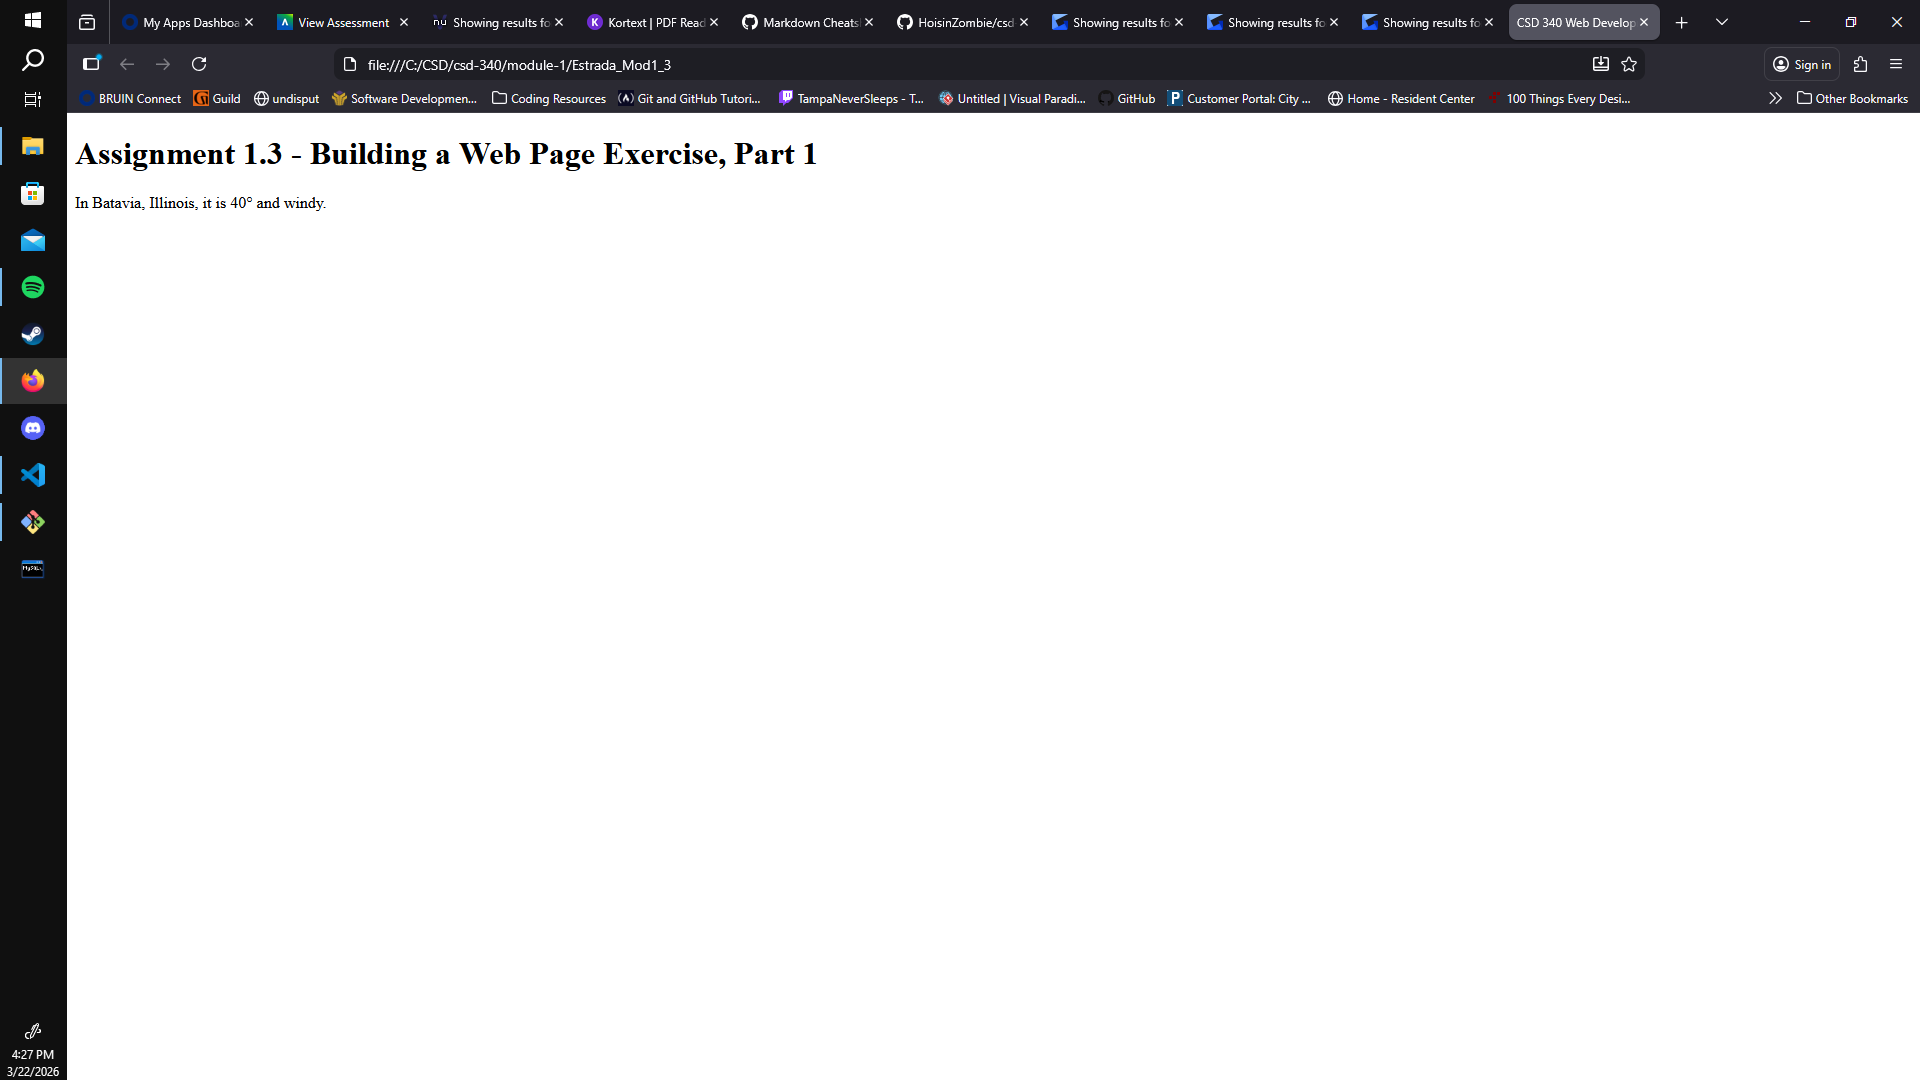 My Apps Dashboa
View Assessment
nu
Showing results fo
K
Kortext | PDF Read
Markdown Cheats
HoisinZombie/csd
Showing results fo
Showing results fo
Showing results fo
CSD 340 Web Develop
file:///C:/CSD/csd-340/module-1/Estrada_Mod1_3
Sign in
BRUIN Connect
Guild
undisput
Software Developmen...
Coding Resources
Git and GitHub Tutori...
TampaNeverSleeps - T...
Untitled | Visual Paradi...
GitHub
P
Customer Portal: City ...
Home - Resident Center
100 Things Every Desi...
Other Bookmarks
Assignment 1.3 - Building a Web Page Exercise, Part 1
In Batavia, Illinois, it is 40° and windy.
4:27 PM
3/22/2026